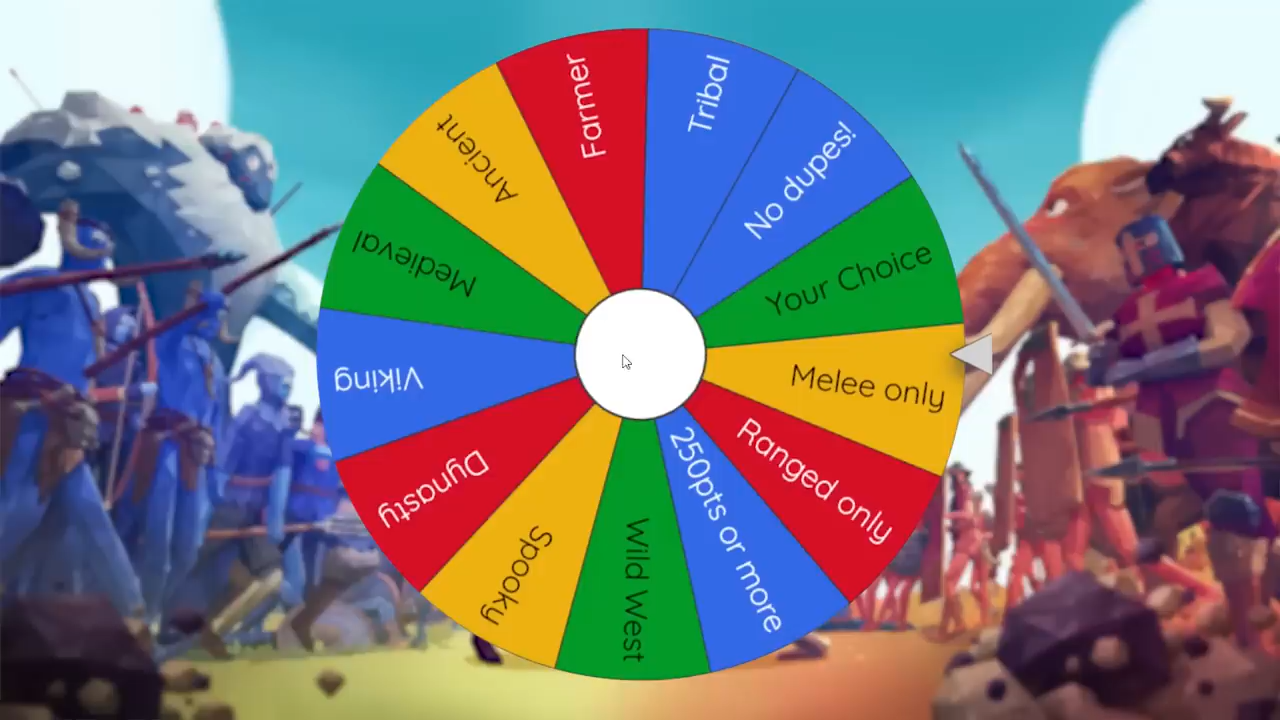 Tribal
No dupes!
Your Choice
Melee only
Ranged only
250pts or more
Wild West
Spooky
Dynasty
Viking
Medieval
Ancient
Farmer